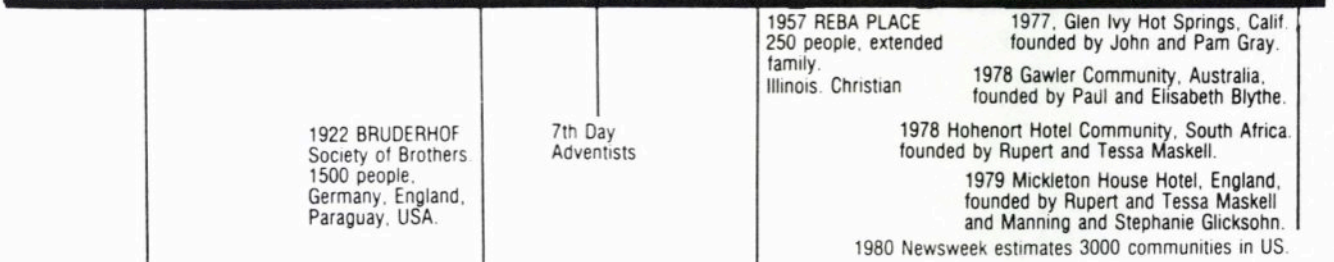 1922 BRUDERHOF
Society of Brothers.
1500 people,
Germany, England,
Paraguay, USA.
7th Day
Adventists
1957 REBA PLACE
250 people, extended
family.
Illinois. Christian
1977, Glen Ivy Hot Springs, Calif.
founded by John and Pam Gray.
1978 Gawler Community, Australia,
founded by Paul and Elisabeth Blythe.
1978 Hohenort Hotel Community, South Africa.
founded by Rupert and Tessa Maskell.
1979 Mickleton House Hotel, England,
founded by Rupert and Tessa Maskell
and Manning and Stephanie Glicksohn.
1980 Newsweek estimates 3000 communities in US.